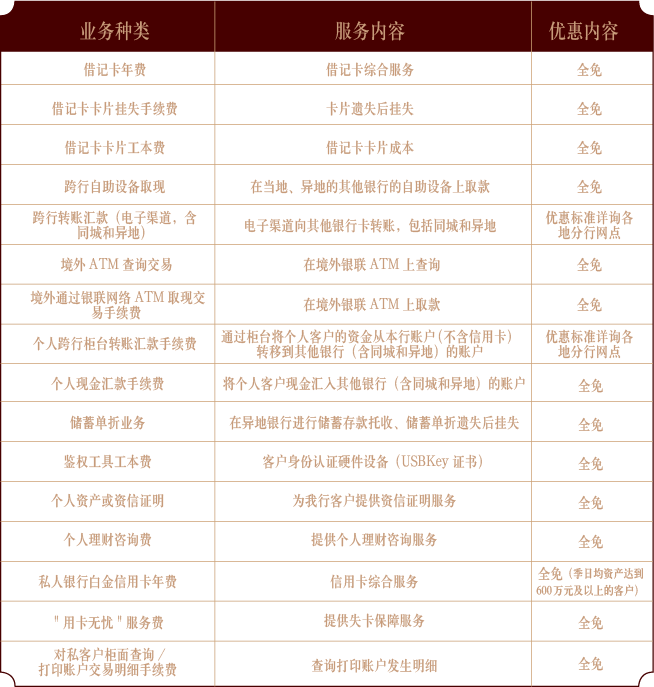 业务种类 服务内容 优惠内容
借记卡年费 借记卡综合服务 全免
借记卡卡片挂失手续费 卡片遗失后挂失 全免
借记卡卡片工本费 借记卡卡片成本 全免
跨行自助设备取现 在当地、异地的其他银行的自助设备上取款 全免
跨行转账汇款（电子渠道，含
同城和异地） 电子渠道向其他银行卡转账，包括同城和异地 优惠标准详询各
地分行网点
境外 ATM 查询交易 在境外银联 ATM 上查询 全免
境外通过银联网络 ATM 取现交
易手续费 在境外银联 ATM 上取款 全免
个人跨行柜台转账汇款手续费 通过柜台将个人客户的资金从本行账户（不含信用卡）
转移到其他银行（含同城和异地）的账户 优惠标准详询各
地分行网点
个人现金汇款手续费 将个人客户现金汇入其他银行（含同城和异地）的账户 全免
储蓄单折业务 在异地银行进行储蓄存款托收、储蓄单折遗失后挂失 全免
鉴权工具工本费 客户身份认证硬件设备（USBKey 证书） 全免
个人资产或资信证明 为我行客户提供资信证明服务 全免
个人理财咨询费 提供个人理财咨询服务 全免
私人银行白金信用卡年费 信用卡综合服务 全免（季日均资产达到
600万元及以上的客户）
"用卡无忧"服务费 提供失卡保障服务 全免
对私客户柜面查询/
打印账户交易明细手续费 查询打印账户发生明细 全免